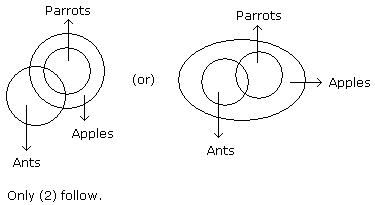 Parrots
Parrots
(or)
Apples
Apples
Ants
Ants
Only (2) follow.